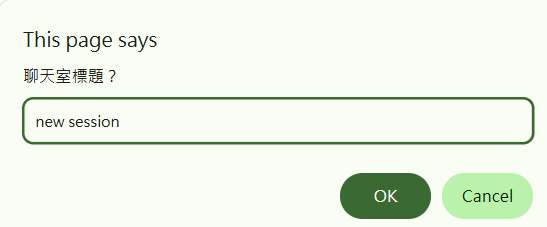 This page says
聊天室標題？
new session
OK
Cancel